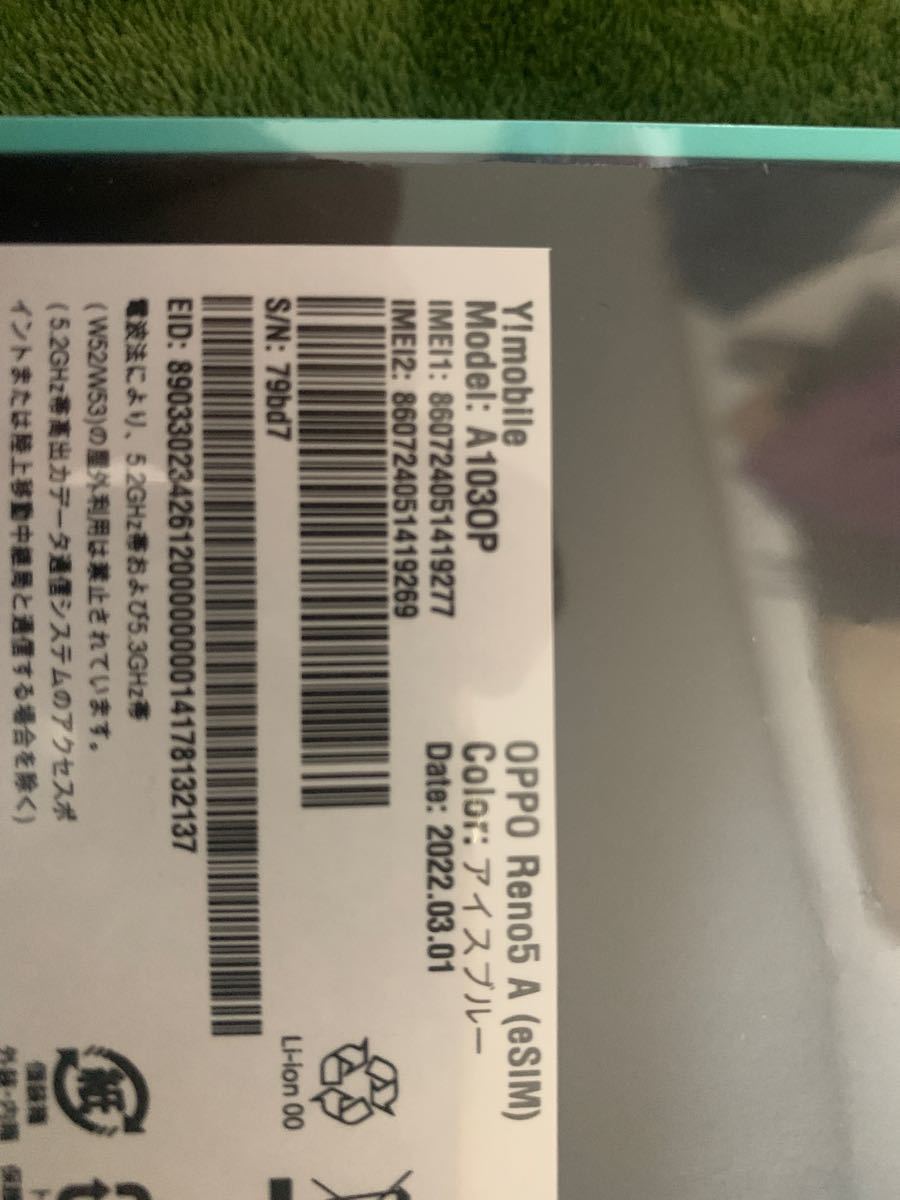 Y!mobile
OPPO Reno5 A (eSIM)
Model: A103OP
Color: アイスブルー
IMEI1: 860724051419277
Date: 2022.03.01
IMEI2: 860724051419269
S/N: 79bd7
EID: 89033023426120000000014178132137
電波法により、5.2GHz帯および5.3GHz帯
(W52/W53)の屋外利用は禁止されています。
(5.2GHz帯高出力データ通信システムのアクセスポ
イントまたは陸上移動中継局と通信する場合を除く)
Li-ion 00
紙